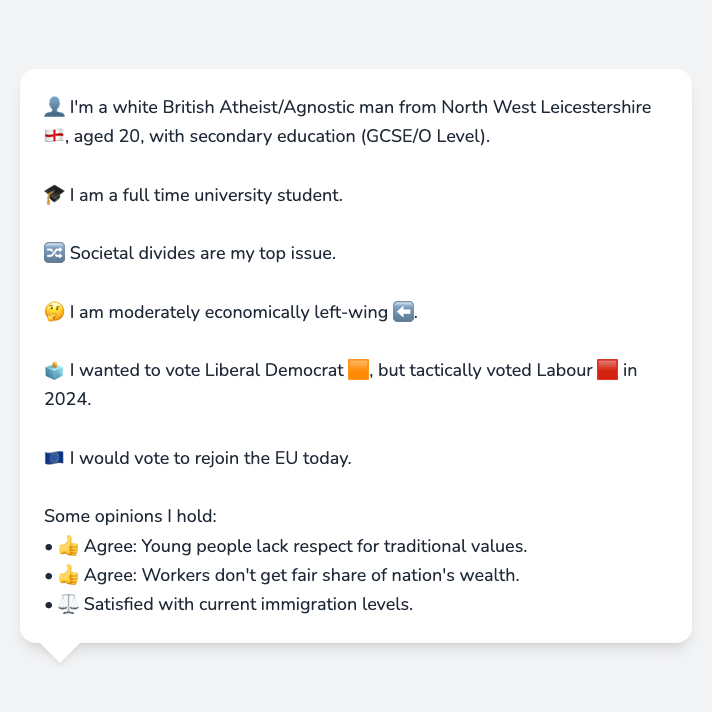 👤 I'm a white British Atheist/Agnostic man from North West Leicestershire
🏴󠁧󠁢󠁥󠁮󠁧󠁿, aged 20, with secondary education (GCSE/O Level).
🎓 I am a full time university student.
🔀 Societal divides are my top issue.
🤔 I am moderately economically left-wing ⬅️.
🗳️ I wanted to vote Liberal Democrat 🟧, but tactically voted Labour 🟥 in
2024.
🇪🇺 I would vote to rejoin the EU today.
Some opinions I hold:
• 👍 Agree: Young people lack respect for traditional values.
• 👍 Agree: Workers don't get fair share of nation's wealth.
• ⚖️ Satisfied with current immigration levels.